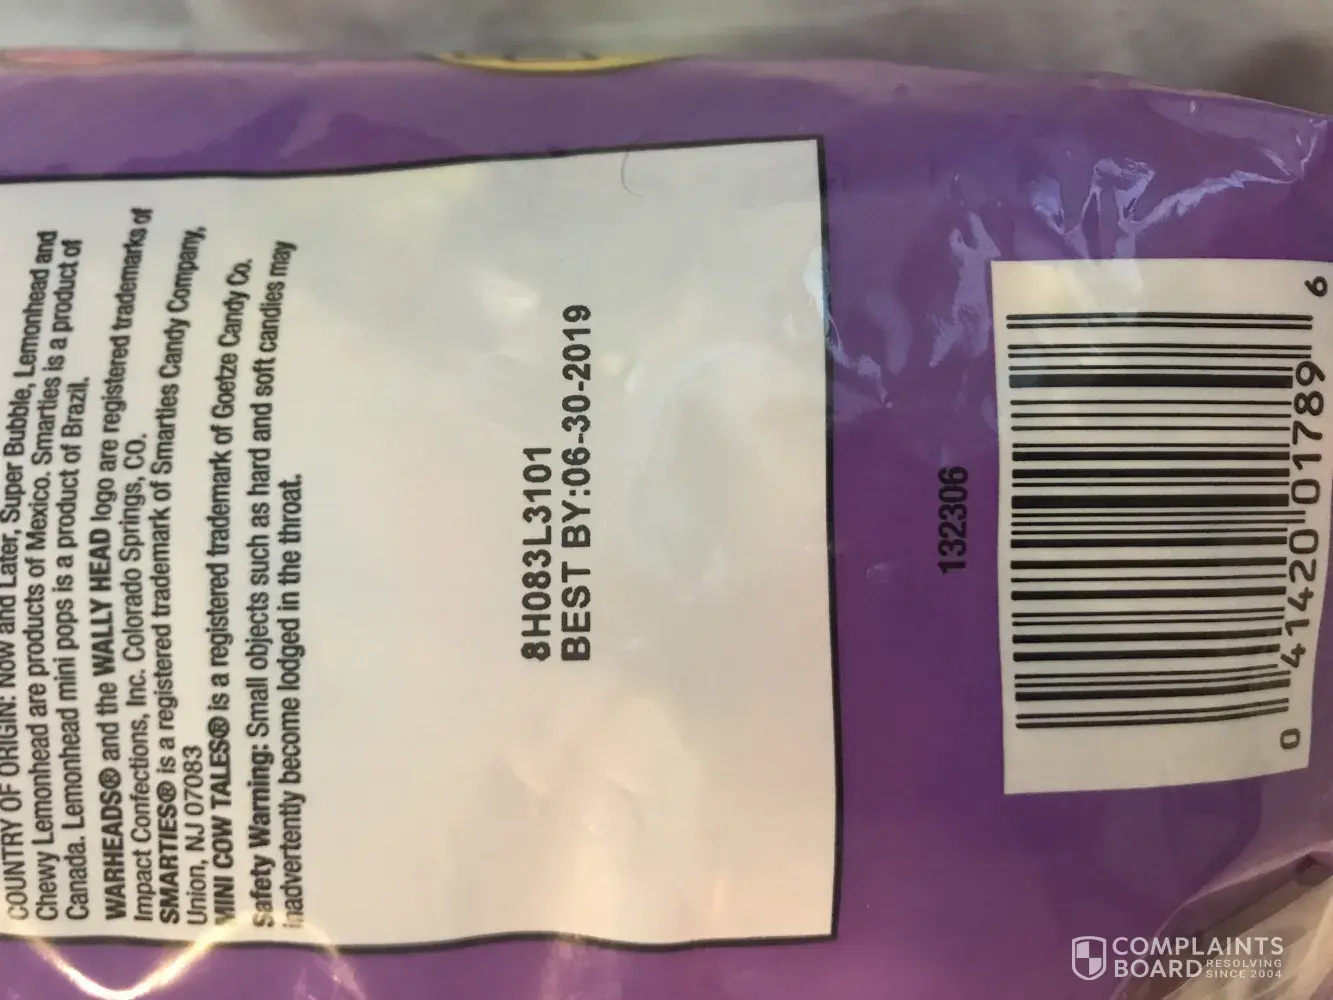 COUNTRY OF ORIGIN: Now and Later, Super Bubble, Lemonhead and
Chewy Lemonhead are products of Mexico. Smarties is a product of
Canada. Lemonhead mini pops is a product of Brazil.
WARHEADS® and the WALLY HEAD logo are registered trademarks of
Impact Confections, Inc. Colorado Springs, CO.
SMARTIES® is a registered trademark of Smarties Candy Company,
Union, NJ 07083
MINI COW TALES® is a registered trademark of Goetze Candy Co.
Safety Warning: Small objects such as hard and soft candies may
inadvertently become lodged in the throat.
8H083L3101
BEST BY:06-30-2019
132306
0 41420 01789 6
COMPLAINTS
BOARD RESOLVING
SINCE 2004